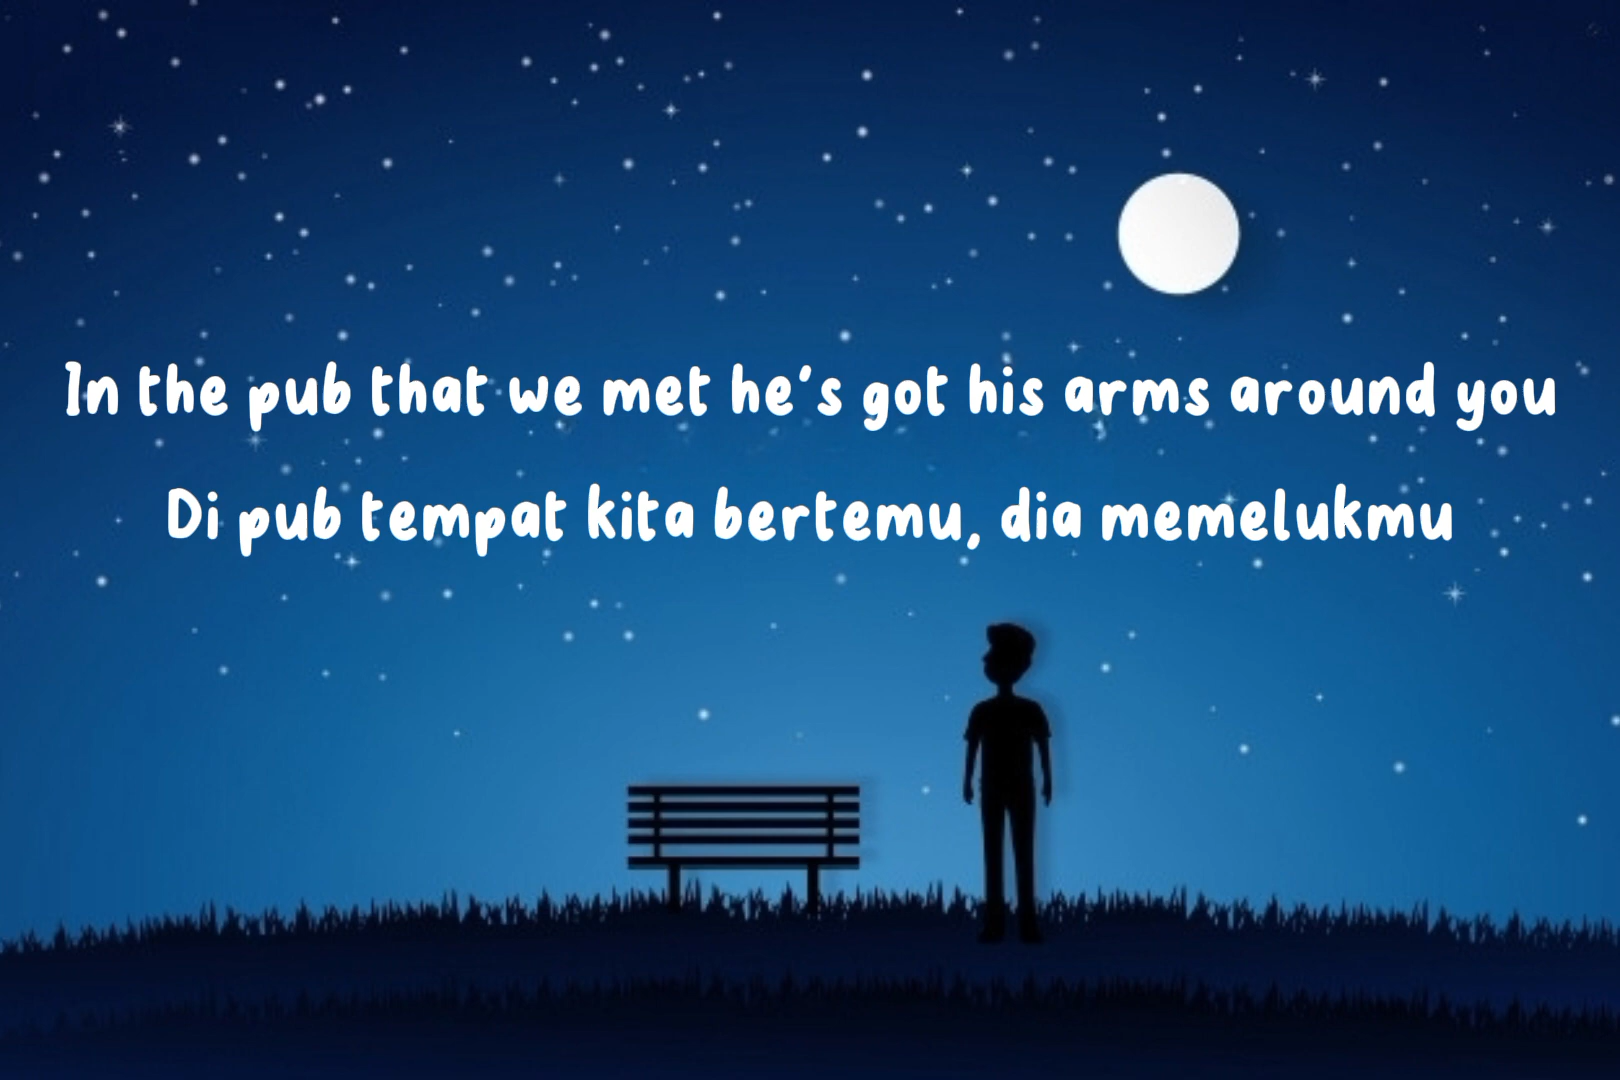 In the pub that we met he's got his arms around you
Di pub tempat kita bertemu, dia memelukmu